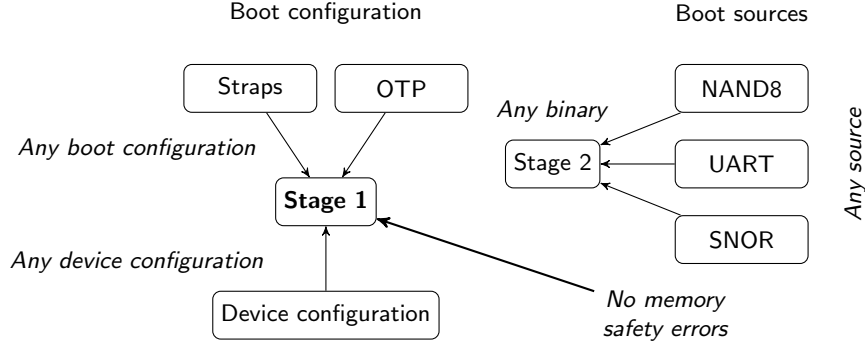 Boot configuration
Boot sources
Straps
OTP
NAND8
Any binary
Any boot configuration
Stage 2
UART
Any source
Stage 1
SNOR
Any device configuration
Device configuration
No memory
safety errors